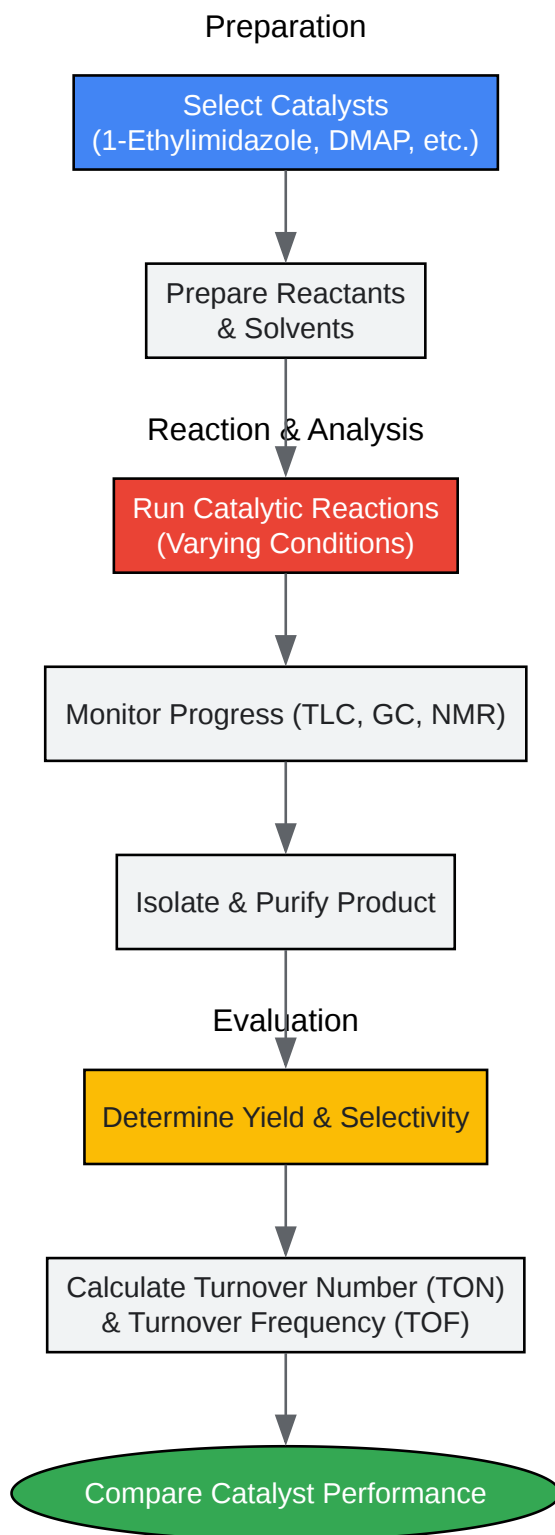 Preparation
Select Catalysts
(1-Ethylimidazole, DMAP, etc.)
Prepare Reactants
& Solvents
Reaction & Analysis
Run Catalytic Reactions
(Varying Conditions)
Monitor Progress (TLC, GC, NMR)
Isolate & Purify Product
Evaluation
Determine Yield & Selectivity
Calculate Turnover Number (TON)
& Turnover Frequency (TOF)
Compare Catalyst Performance